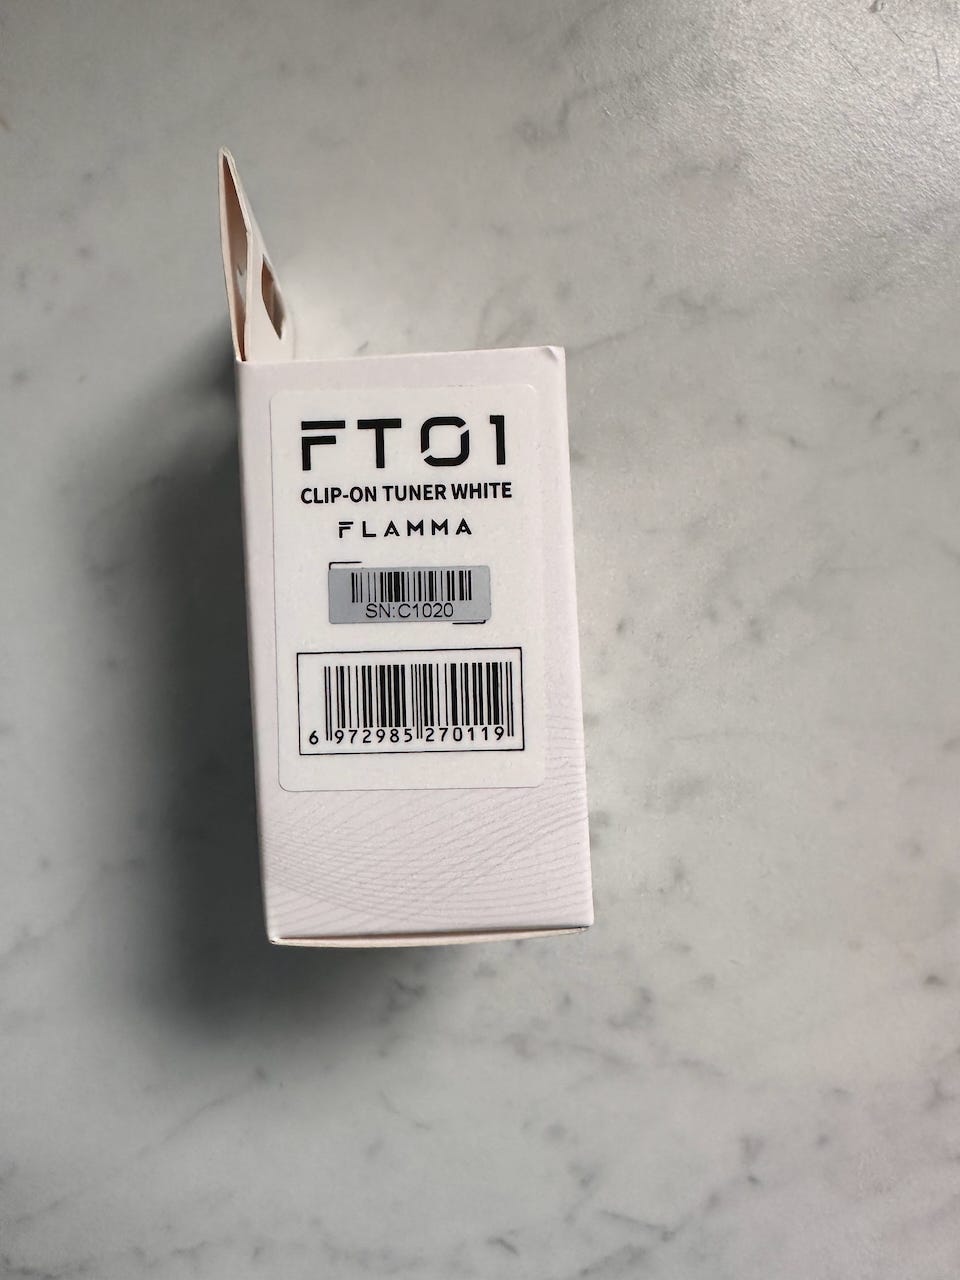 FT01
CLIP-ON TUNER WHITE
FLAMMA
SN:C1020
6 972985 270119